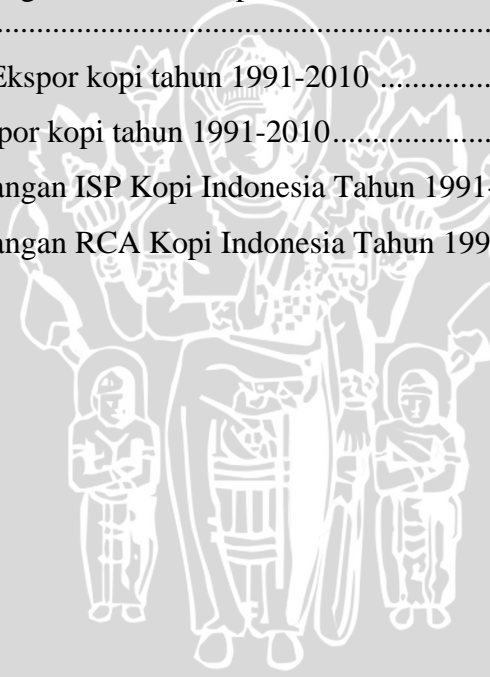 ..........................................................................
Ekspor kopi tahun 1991-2010 .................
por kopi tahun 1991-2010........................
angan ISP Kopi Indonesia Tahun 1991-
angan RCA Kopi Indonesia Tahun 199